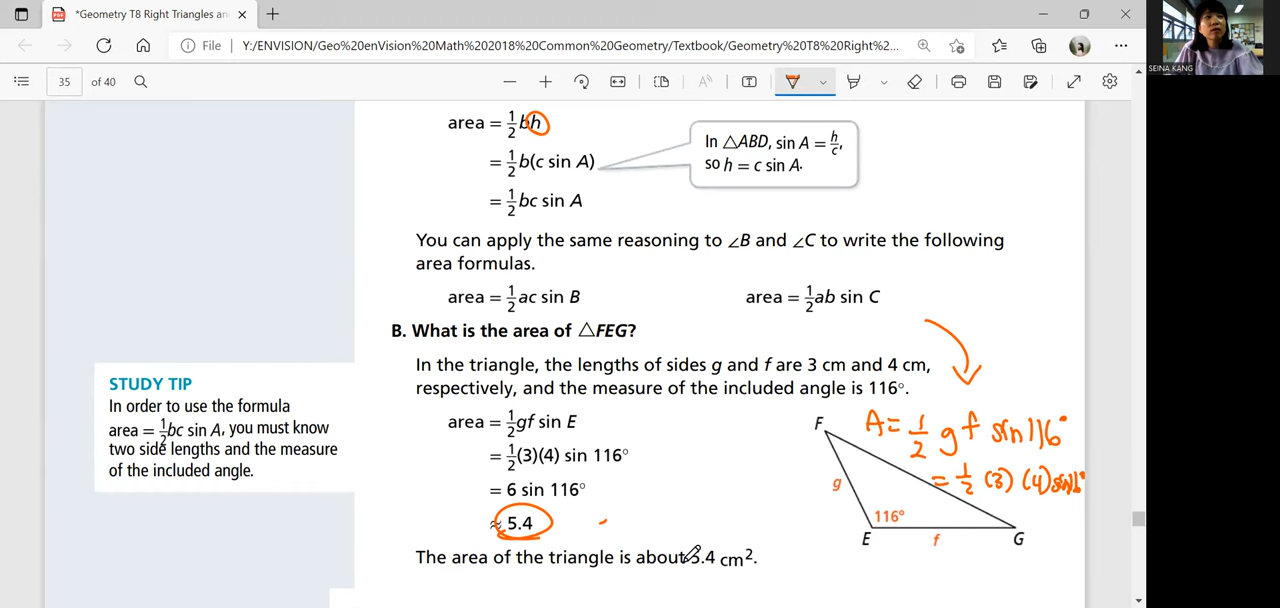 *Geometry T8 Right Triangles an
File
Y:/ENVISION/Geo%20enVision%20Math%202018%20Common%20Geometry/Textbook/Geometry%20T8%20Right%2...
SEINA KANG
35 of 40
area = 1/2 bh
= 1/2 b(c sin A)
= 1/2 bc sin A
In △ABD, sin A = h/c,
so h = c sin A.
You can apply the same reasoning to ∠B and ∠C to write the following
area formulas.
area = 1/2 ac sin B
area = 1/2 ab sin C
B. What is the area of △FEG?
In the triangle, the lengths of sides g and f are 3 cm and 4 cm,
respectively, and the measure of the included angle is 116°.
area = 1/2 gf sin E
= 1/2 (3)(4) sin 116°
= 6 sin 116°
≈ 5.4
The area of the triangle is about 5.4 cm².
STUDY TIP
In order to use the formula
area = 1/2 bc sin A, you must know
two side lengths and the measure
of the included angle.
A = 1/2 g f sin 116°
= 1/2 (3) (4) sin 116°
F
g
116°
E
f
G